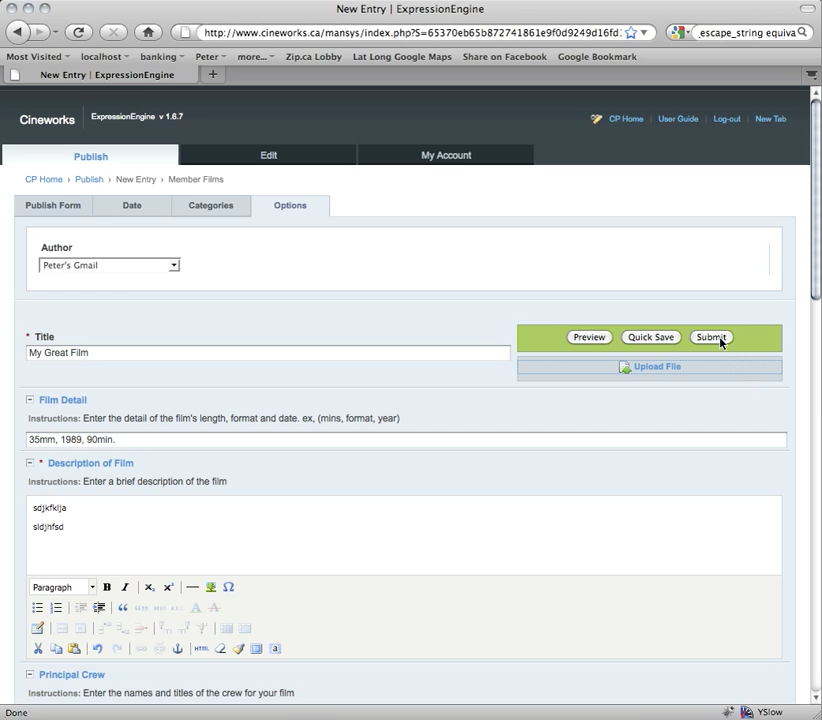 New Entry | ExpressionEngine
http://www.cineworks.ca/mansys/index.php?S=65370eb65b872741861e9f0d9249d16fd:
_escape_string equiva
Most Visited localhost banking Peter more... Zip.ca Lobby Lat Long Google Maps Share on Facebook Google Bookmark
New Entry | ExpressionEngine +
Cineworks ExpressionEngine v 1.6.7 CP Home | User Guide | Log-out | New Tab
Publish Edit My Account
CP Home › Publish › New Entry › Member Films
Publish Form Date Categories Options
Author
Peter's Gmail
* Title
Preview Quick Save Submit
My Great Film
Upload File
Film Detail
Instructions: Enter the detail of the film's length, format and date. ex, (mins, format, year)
35mm, 1989, 90min.
* Description of Film
Instructions: Enter a brief description of the film
sdjkfklja
sldjhfsd
Paragraph B I X₂ X² Ω
HTML
Principal Crew
Instructions: Enter the names and titles of the crew for your film
Done YSlow